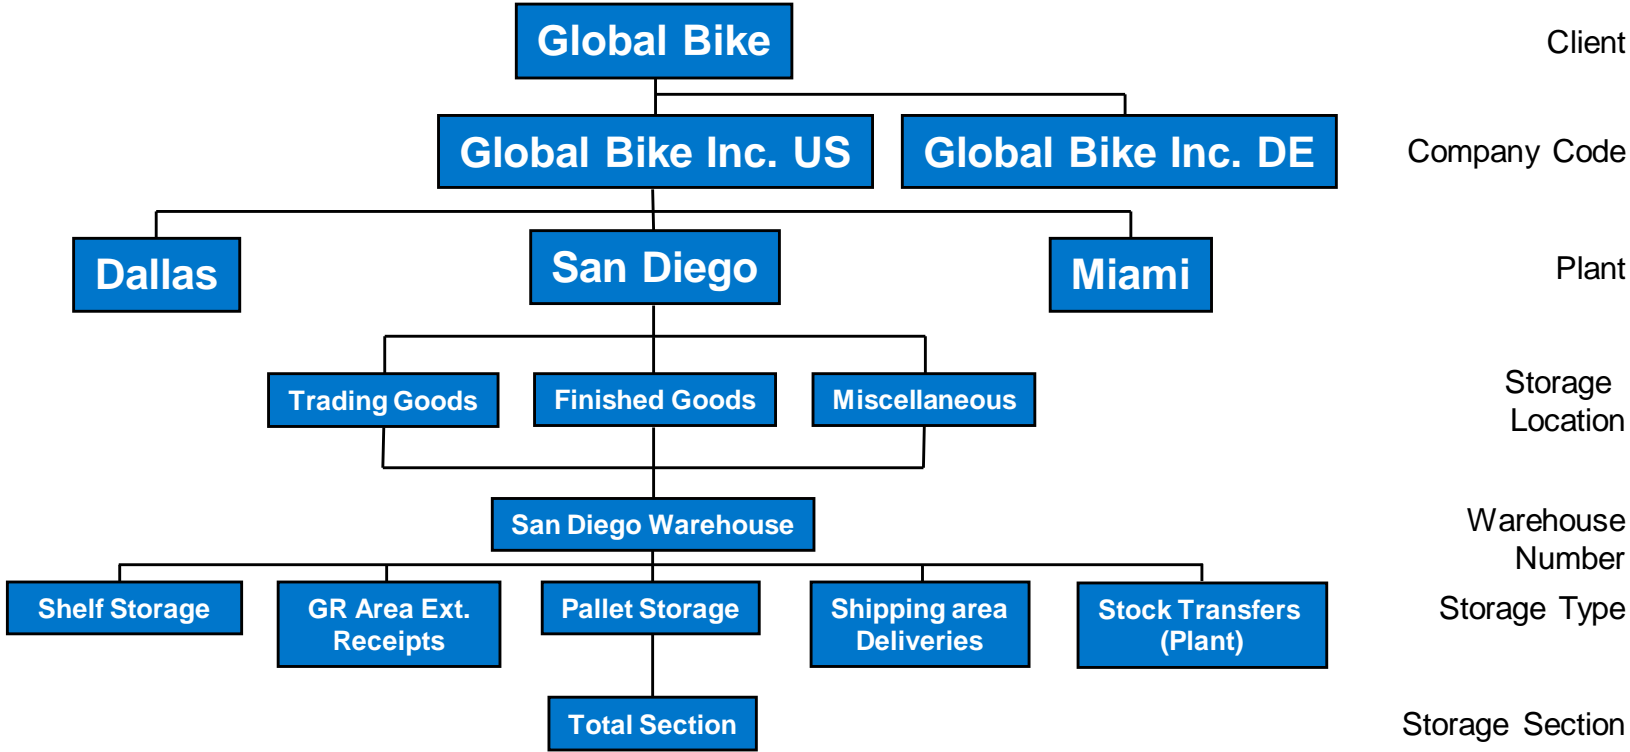 Global Bike
Client
Global Bike Inc. US
Global Bike Inc. DE
Company Code
Dallas
San Diego
Miami
Plant
Trading Goods
Finished Goods
Miscellaneous
Storage
Location
San Diego Warehouse
Warehouse
Number
Shelf Storage
GR Area Ext.
Receipts
Pallet Storage
Shipping area
Deliveries
Stock Transfers
(Plant)
Storage Type
Total Section
Storage Section